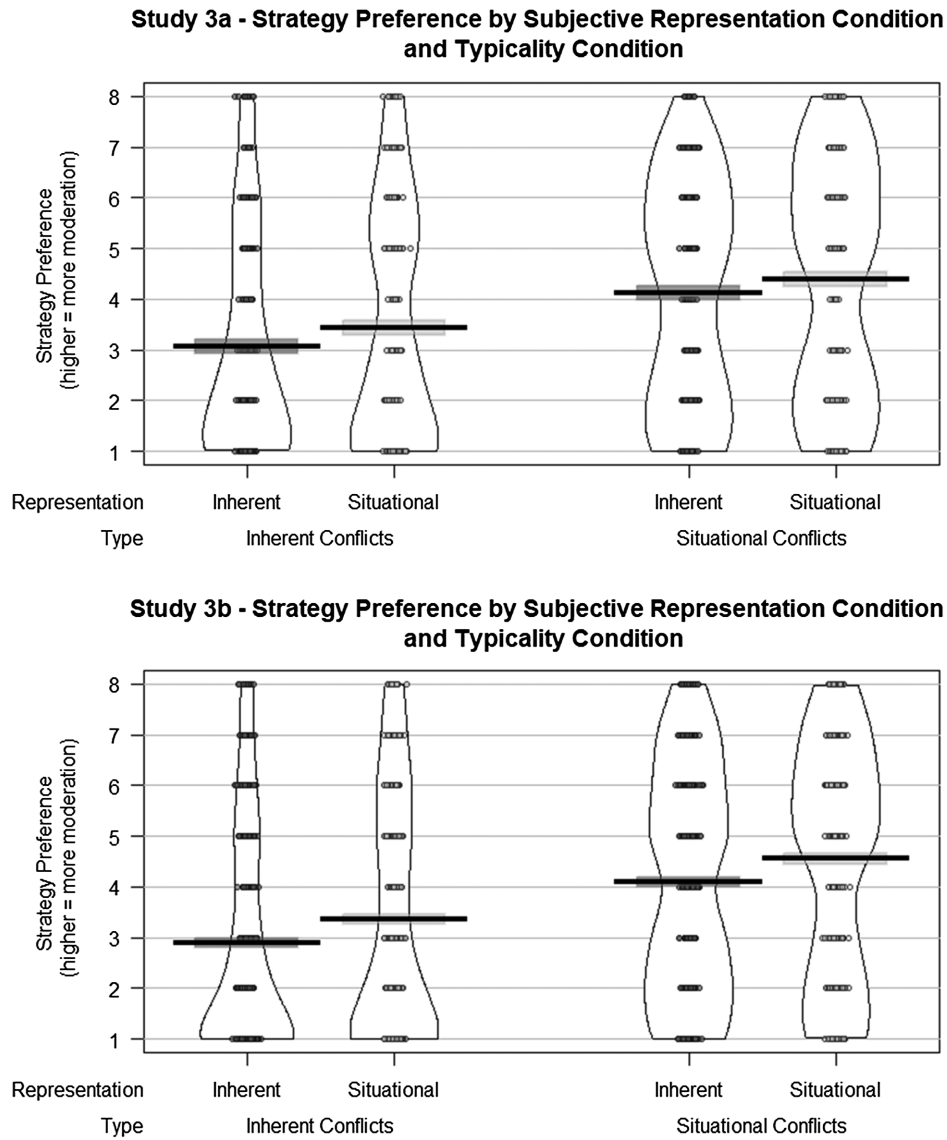 Study 3a - Strategy Preference by Subjective Representation Condition
and Typicality Condition
Strategy Preference
(higher = more moderation)
8
7
6
5
4
3
2
1
Representation Inherent Situational Inherent Situational
Type Inherent Conflicts Situational Conflicts
Study 3b - Strategy Preference by Subjective Representation Condition
and Typicality Condition
Strategy Preference
(higher = more moderation)
8
7
6
5
4
3
2
1
Representation Inherent Situational Inherent Situational
Type Inherent Conflicts Situational Conflicts